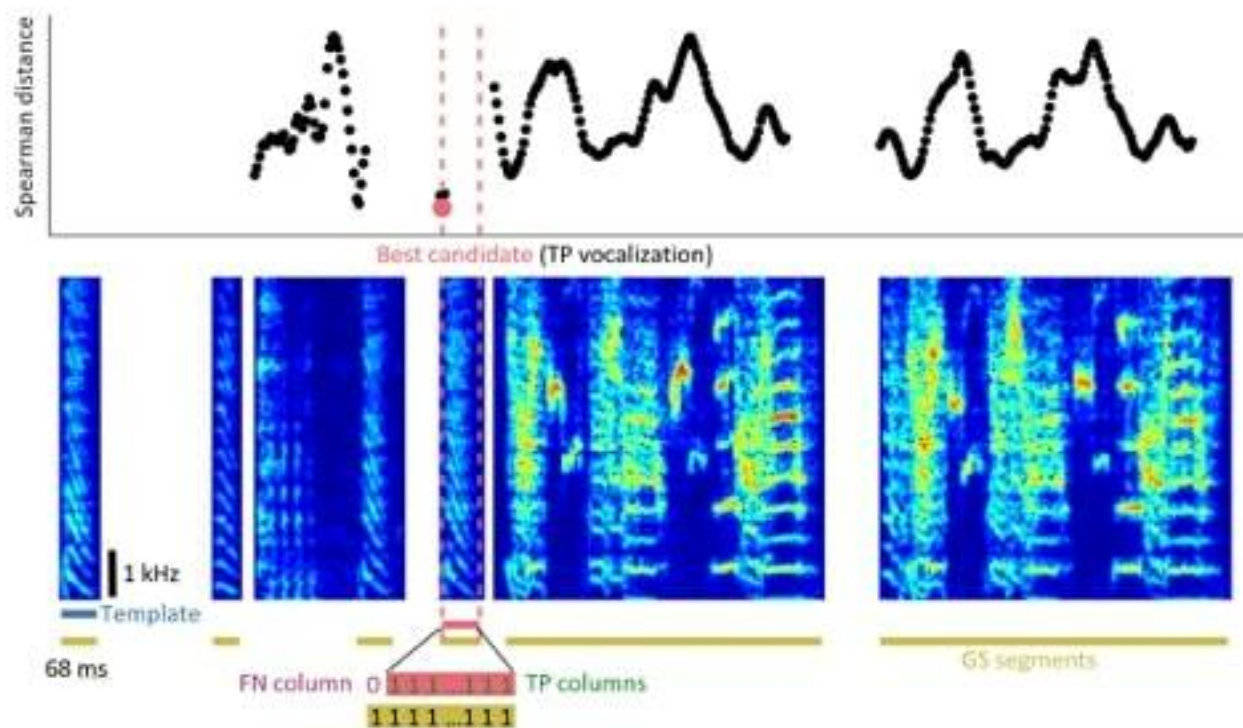 Spearman distance
Best candidate (TP vocalization)
1 kHz
Template
68 ms
GS segments
FN column 0 1 1 1 ... 1 1 1 TP columns
1 1 1 1 ... 1 1 1